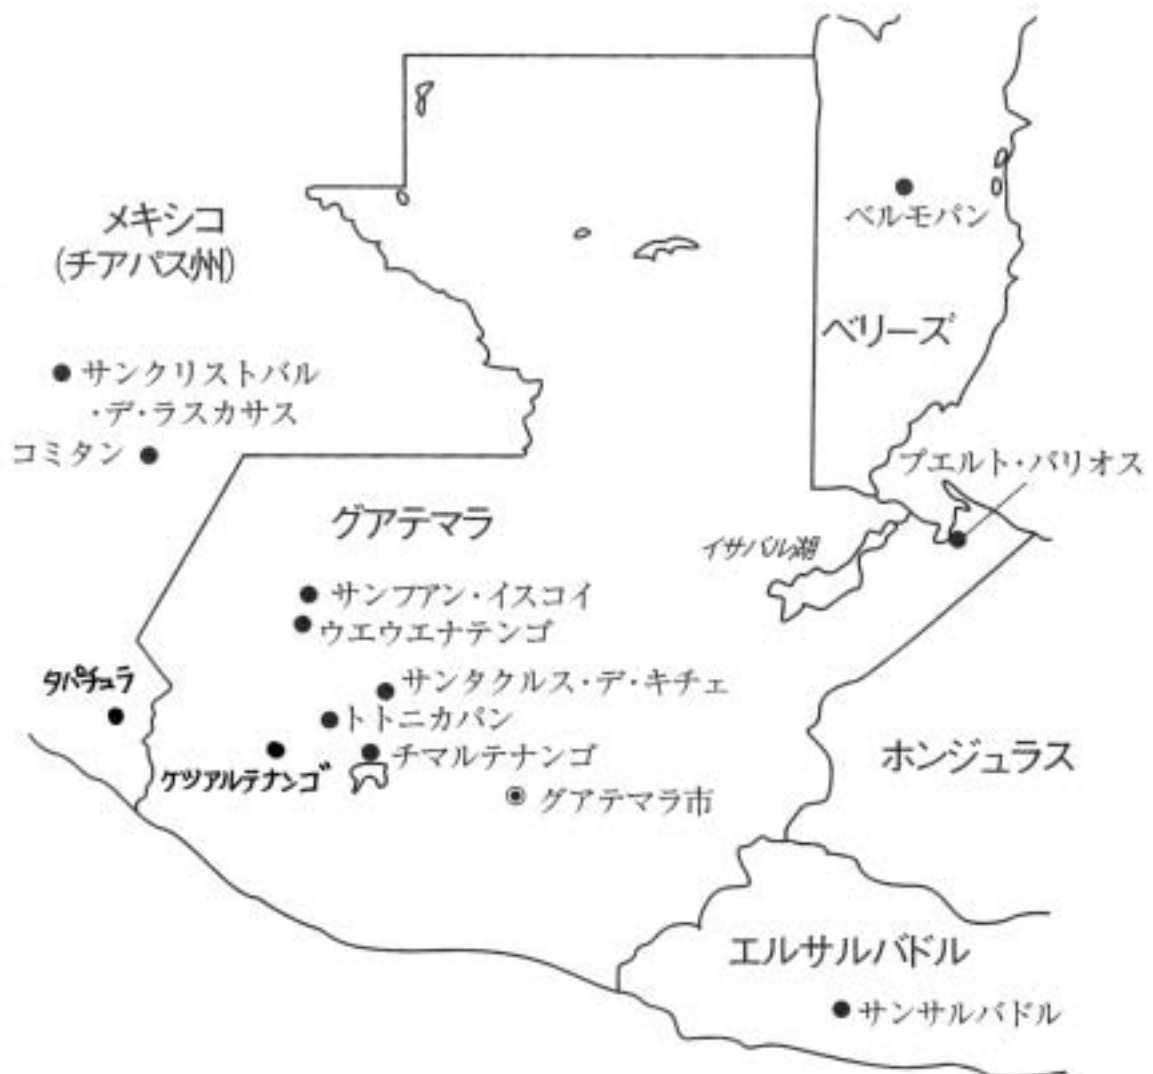 メキシコ
(チアパス州)
ベルモパン
ベリーズ
サンクリストバル
・デ・ラスカサス
コミタン
プエルト・バリオス
グアテマラ
イサバル湖
サンフアン・イスコイ
ウエウエナテンゴ
サンタクルス・デ・キチェ
タパチュラ
トトニカパン
チマルテナンゴ
ケツアルテナンゴ
グアテマラ市
ホンジュラス
エルサルバドル
サンサルバドル